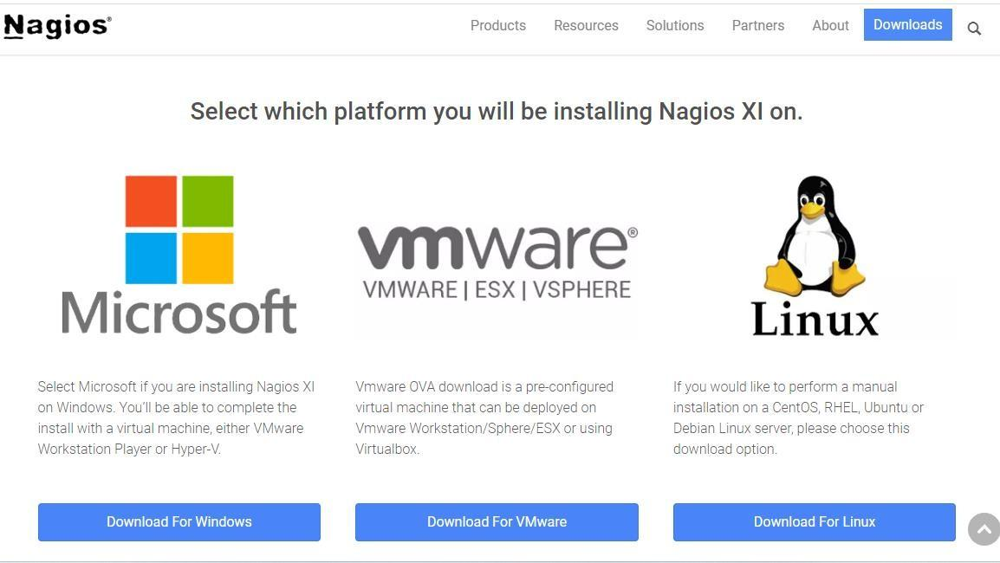 Nagios®
Products Resources Solutions Partners About Downloads
Select which platform you will be installing Nagios XI on.
Microsoft
vmware®
VMWARE | ESX | VSPHERE
Linux
Select Microsoft if you are installing Nagios XI
on Windows. You’ll be able to complete the
install with a virtual machine, either VMware
Workstation Player or Hyper-V.
Vmware OVA download is a pre-configured
virtual machine that can be deployed on
Vmware Workstation/Sphere/ESX or using
Virtualbox.
If you would like to perform a manual
installation on a CentOS, RHEL, Ubuntu or
Debian Linux server, please choose this
download option.
Download For Windows
Download For VMware
Download For Linux